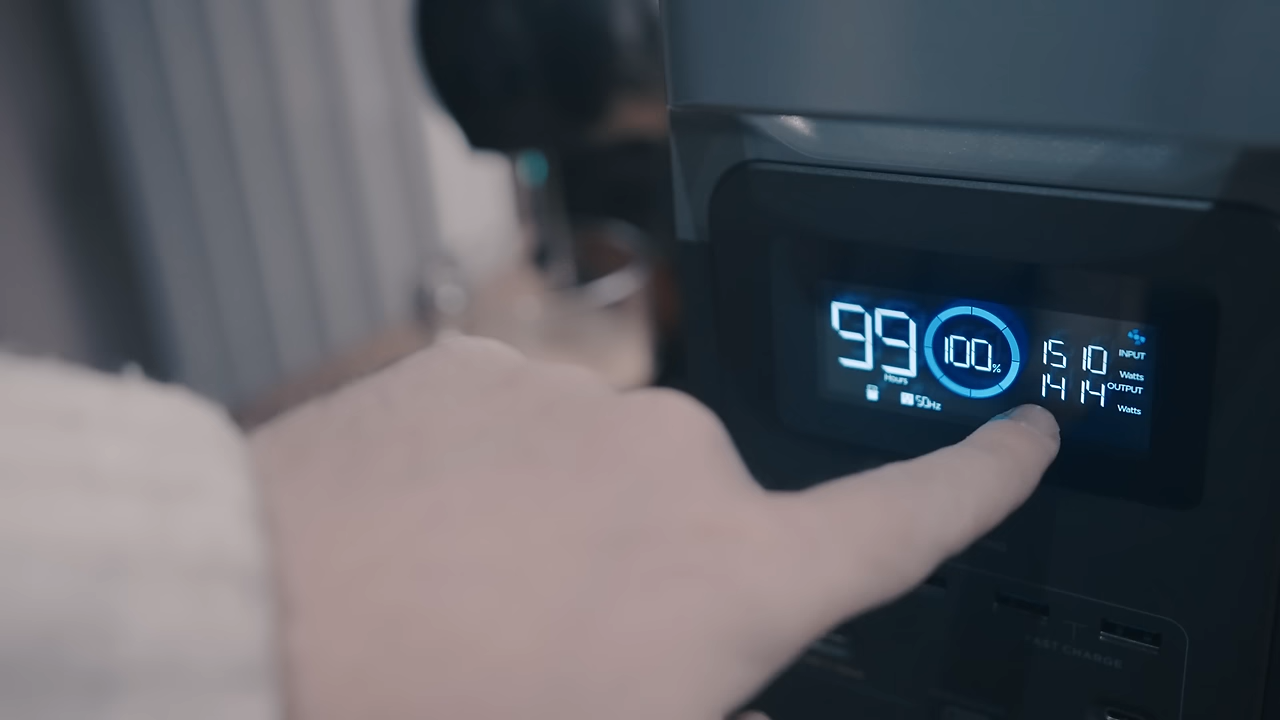 99 Hours
100%
1510 INPUT Watts
1414 OUTPUT Watts
50Hz
FAST CHARGE